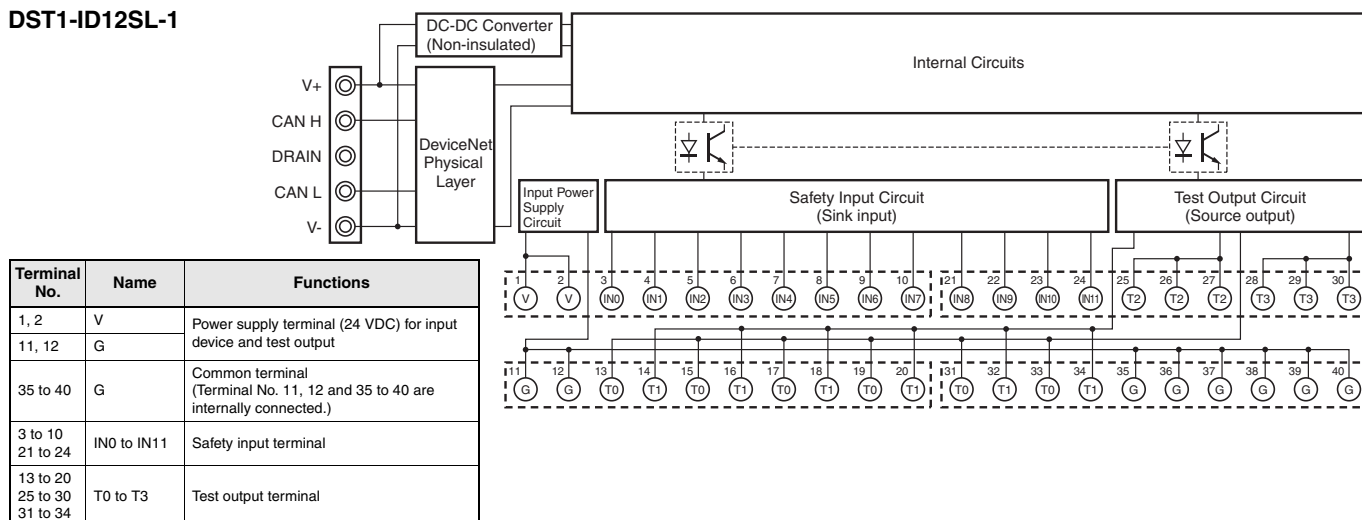 DST1-ID12SL-1
DC-DC Converter
(Non-insulated)
Internal Circuits
V+
CAN H
DRAIN
CAN L
V-
DeviceNet
Physical
Layer
Input Power
Supply
Circuit
Safety Input Circuit
(Sink input)
Test Output Circuit
(Source output)
1 2 3 4 5 6 7 8 9 10 21 22 23 24 25 26 27 28 29 30
V V IN0 IN1 IN2 IN3 IN4 IN5 IN6 IN7 IN8 IN9 IN10 IN11 T2 T2 T2 T3 T3 T3
11 12 13 14 15 16 17 18 19 20 31 32 33 34 35 36 37 38 39 40
G G T0 T1 T0 T1 T0 T1 T0 T1 T0 T1 T0 T1 G G G G G G
Terminal No. Name Functions
1, 2 V Power supply terminal (24 VDC) for input
11, 12 G device and test output
35 to 40 G Common terminal
(Terminal No. 11, 12 and 35 to 40 are
internally connected.)
3 to 10
21 to 24 IN0 to IN11 Safety input terminal
13 to 20
25 to 30 T0 to T3 Test output terminal
31 to 34